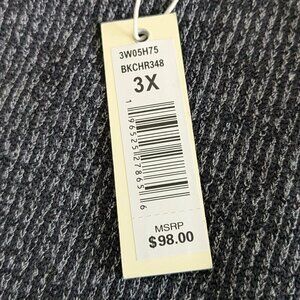 3W05H75
BKCHR348
3X
1 96525 27865 6
MSRP
$98.00